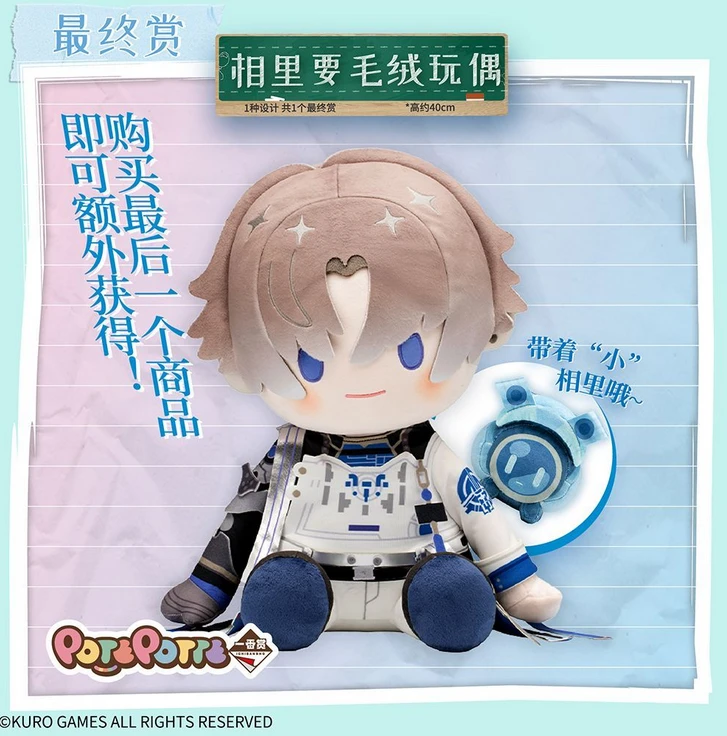 最终赏
相里要毛绒玩偶
1种设计 共1个最终赏 *高约40cm
购买最后一个商品
即可额外获得！
带着“小”
相里哦~
POTEPOTTE
一番赏
ICHIBANSHO
©KURO GAMES ALL RIGHTS RESERVED